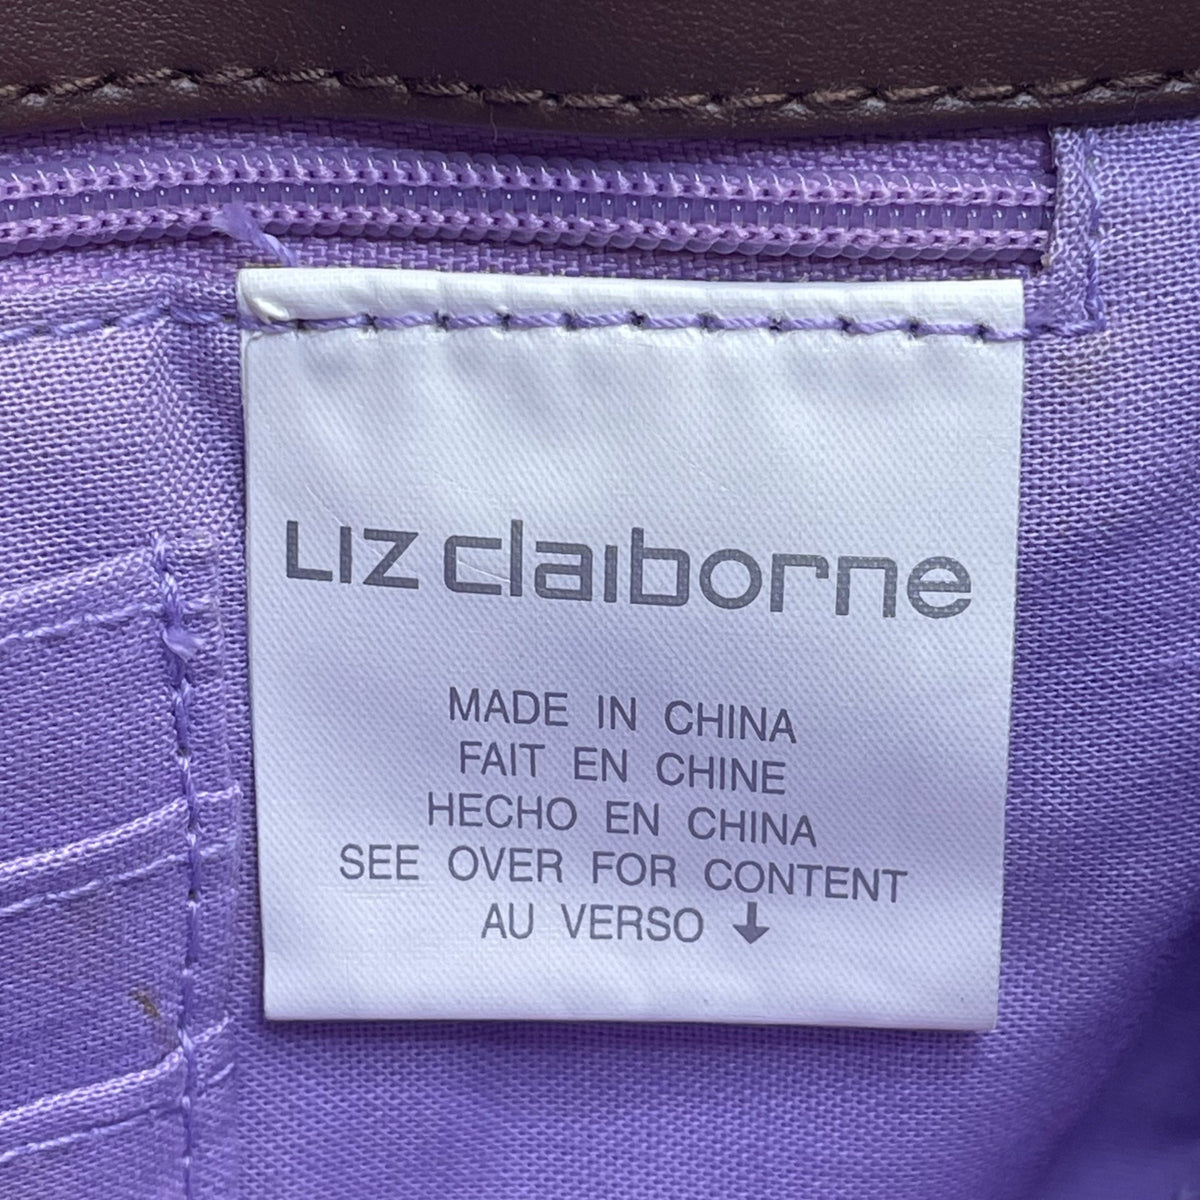 LIZ claiborne
MADE IN CHINA
FAIT EN CHINE
HECHO EN CHINA
SEE OVER FOR CONTENT
AU VERSO ↓